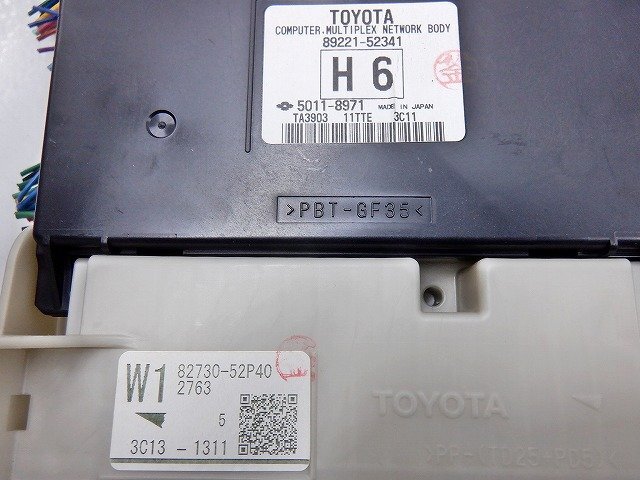 TOYOTA
COMPUTER, MULTIPLEX NETWORK BODY
89221-52341
H 6
5011-8971 MADE IN JAPAN
TA3903 11TTE 3C11
>PBT-GF35<
W1 82730-52P40
2763
5
3C13 - 1311
TOYOTA